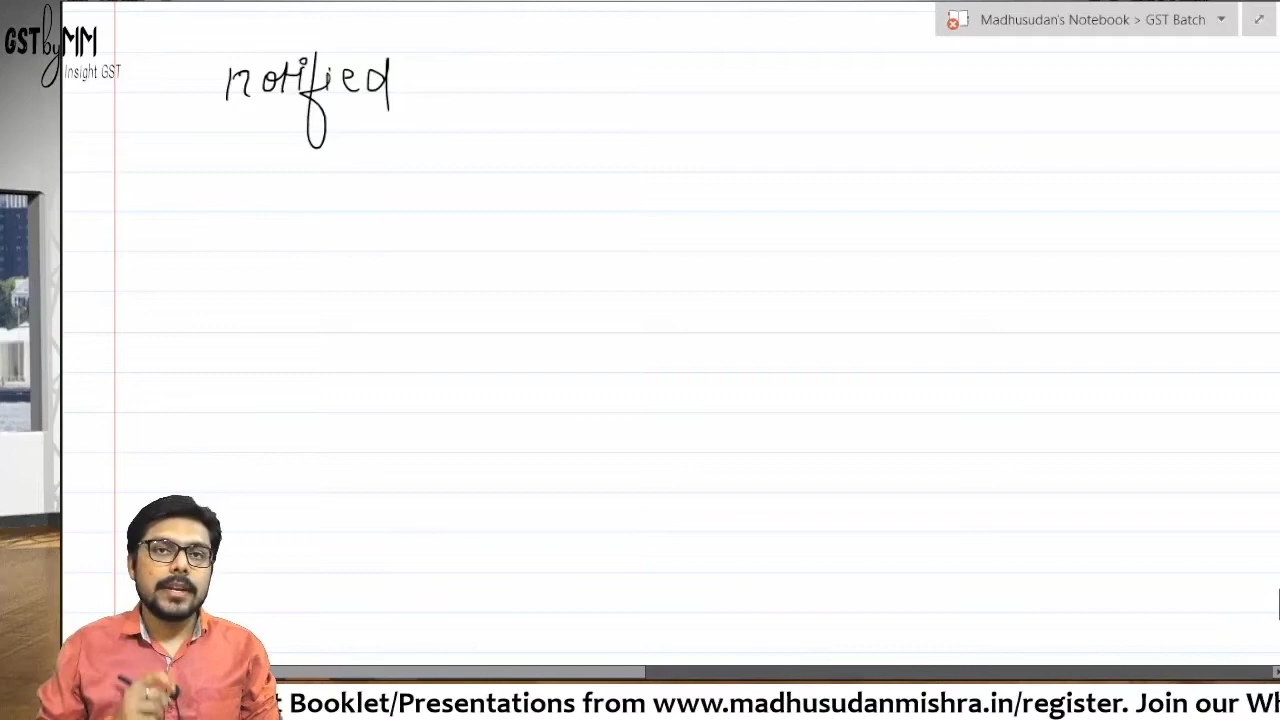 GST by MM
Insight GST
Madhusudan's Notebook > GST Batch
notified
Booklet/Presentations from www.madhusudanmishra.in/register. Join our